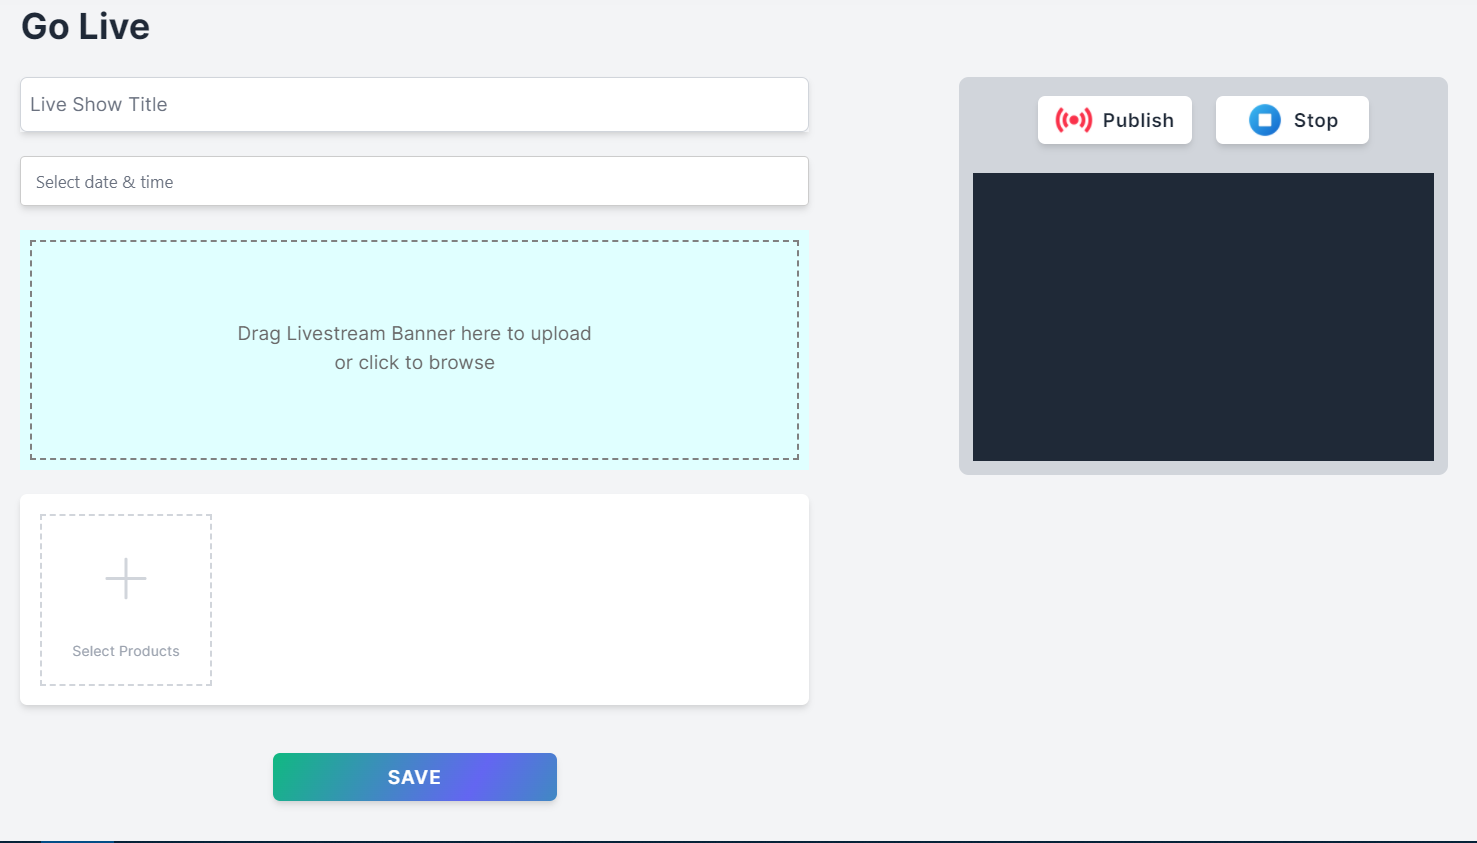 Go Live
Live Show Title
Select date & time
Drag Livestream Banner here to upload
or click to browse
Select Products
SAVE
Publish
Stop